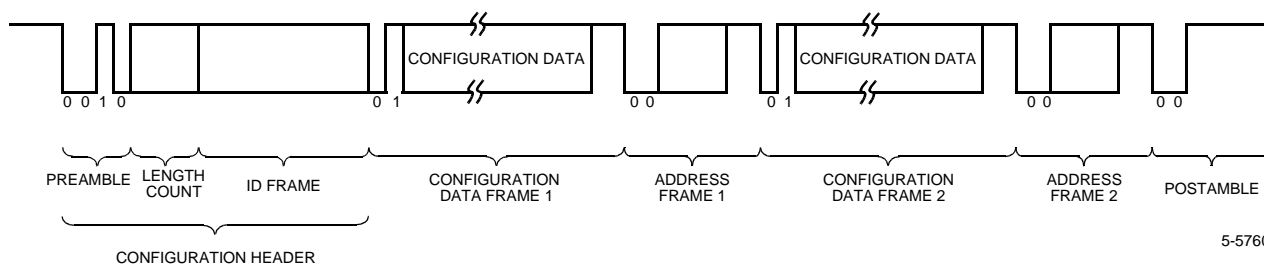 CONFIGURATION DATA CONFIGURATION DATA
0 0 1 0 0 1 0 0 0 1 0 0 0 0
PREAMBLE LENGTH COUNT ID FRAME CONFIGURATION DATA FRAME 1 ADDRESS FRAME 1 CONFIGURATION DATA FRAME 2 ADDRESS FRAME 2 POSTAMBLE
CONFIGURATION HEADER
5-5760